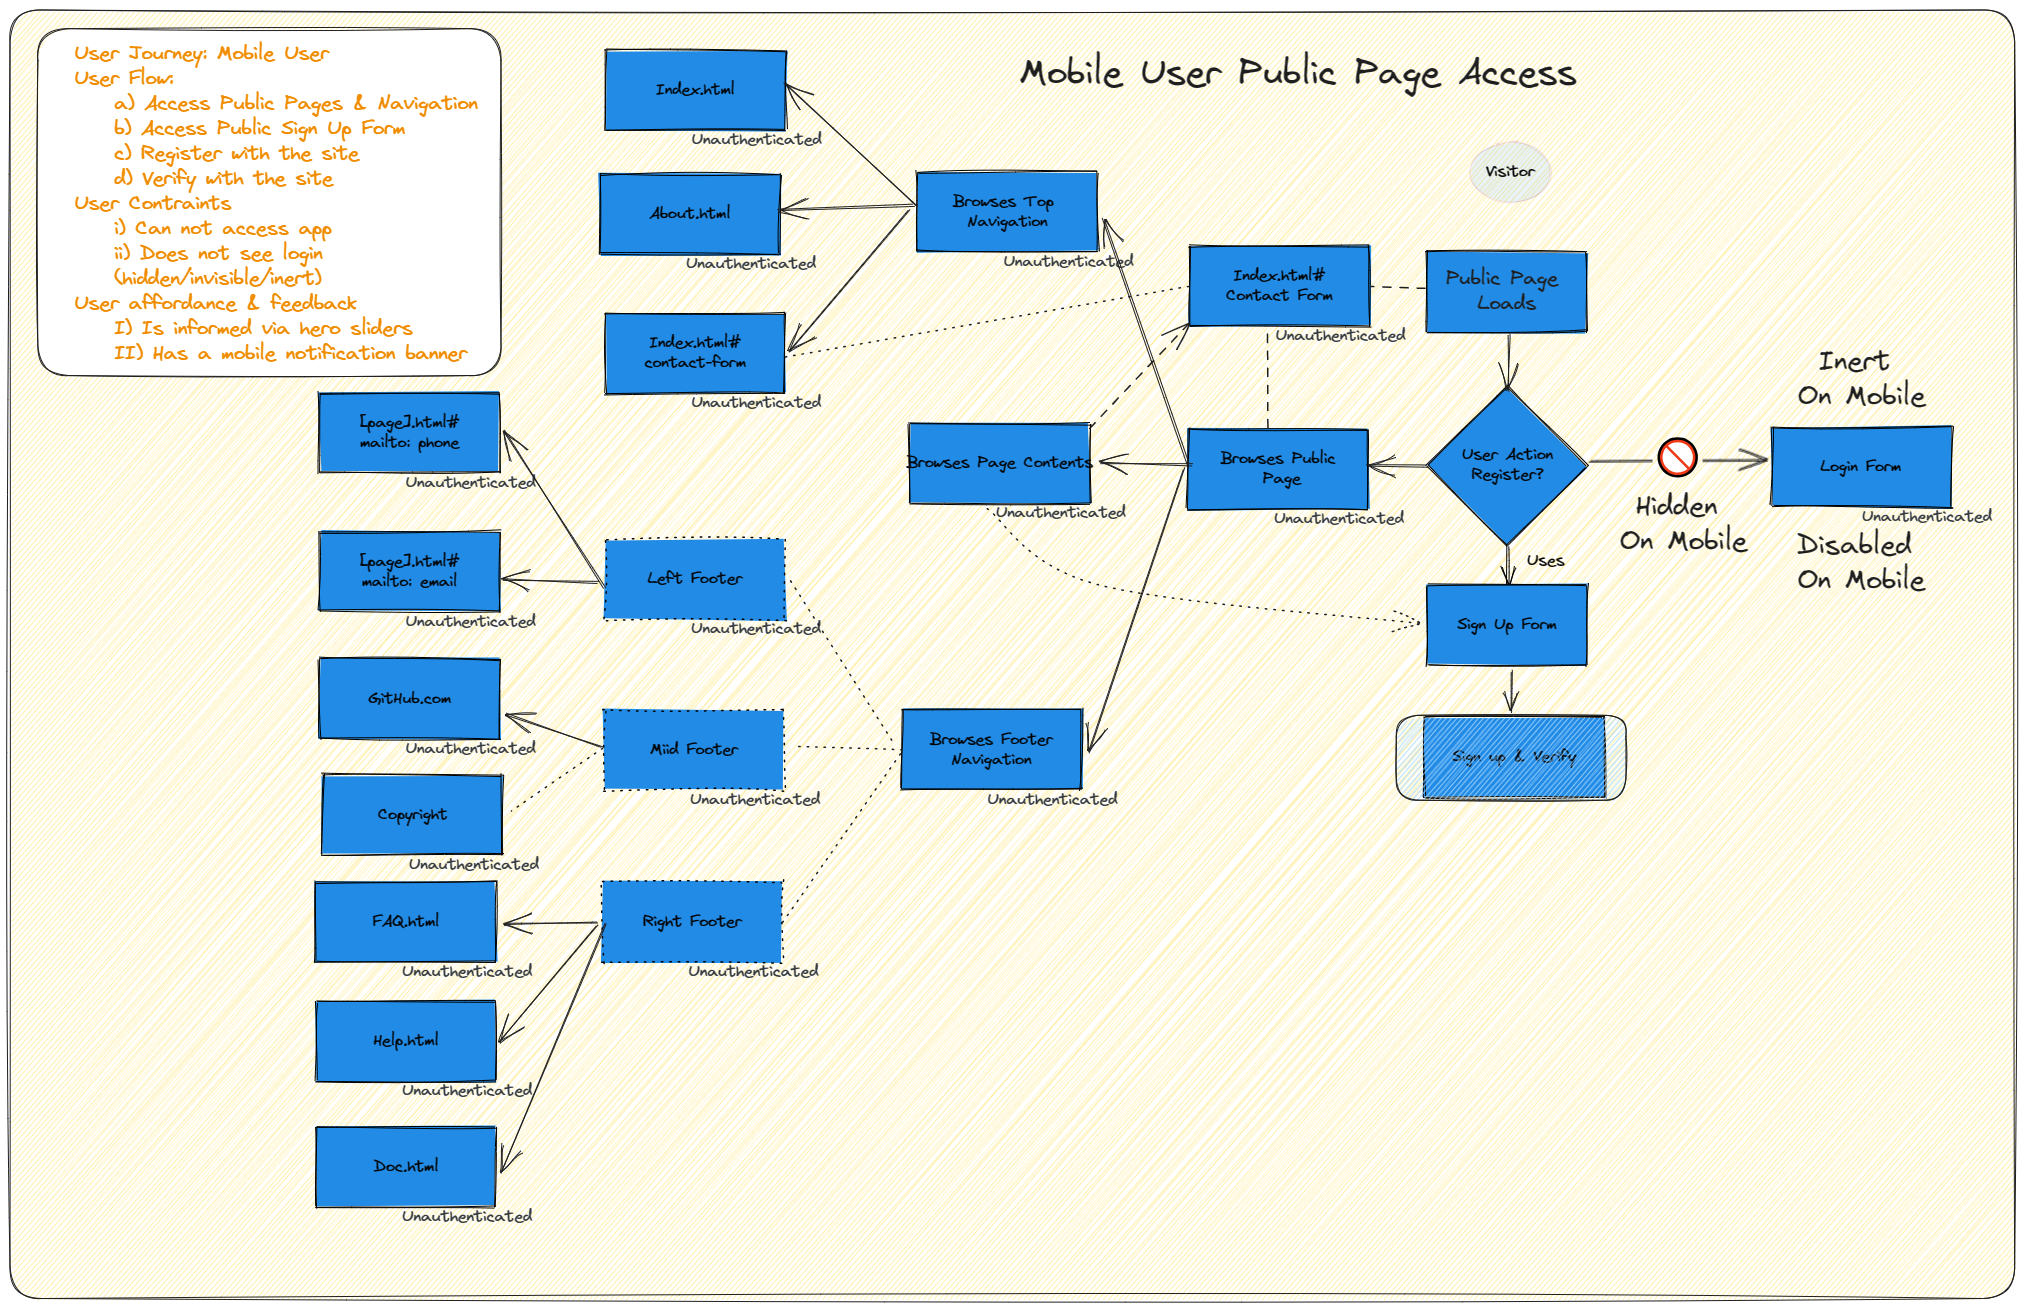 User Journey: Mobile User
User Flow:
a) Access Public Pages & Navigation
b) Access Public Sign Up Form
c) Register with the site
d) Verify with the site
User Contraints
i) Can not access app
ii) Does not see login
(hidden/invisible/inert)
User affordance & feedback
I) Is informed via hero sliders
II) Has a mobile notification banner
Mobile User Public Page Access
Visitor
Index.html
Unauthenticated
About.html
Unauthenticated
Index.html#
contact-form
Unauthenticated
Browses Top
Navigation
Unauthenticated
Index.html#
Contact Form
Unauthenticated
Public Page
Loads
User Action
Register?
Inert
On Mobile
Hidden
On Mobile
Login Form
Unauthenticated
Disabled
On Mobile
Browses Page Contents
Unauthenticated
Browses Public
Page
Unauthenticated
Uses
Sign Up Form
Sign up & Verify
[page].html#
mailto: phone
Unauthenticated
[page].html#
mailto: email
Unauthenticated
Left Footer
Unauthenticated
GitHub.com
Unauthenticated
Miid Footer
Unauthenticated
Browses Footer
Navigation
Unauthenticated
Copyright
Unauthenticated
FAQ.html
Unauthenticated
Right Footer
Unauthenticated
Help.html
Unauthenticated
Doc.html
Unauthenticated